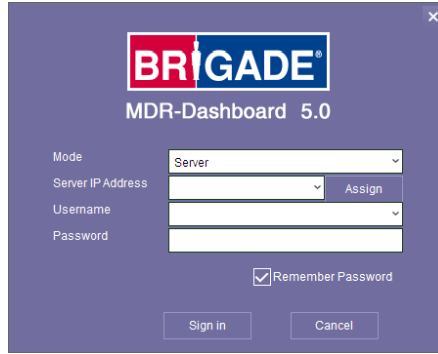 BRIGADE®
MDR-Dashboard 5.0
Mode
Server
Server IP Address
Assign
Username
Password
Remember Password
Sign in
Cancel